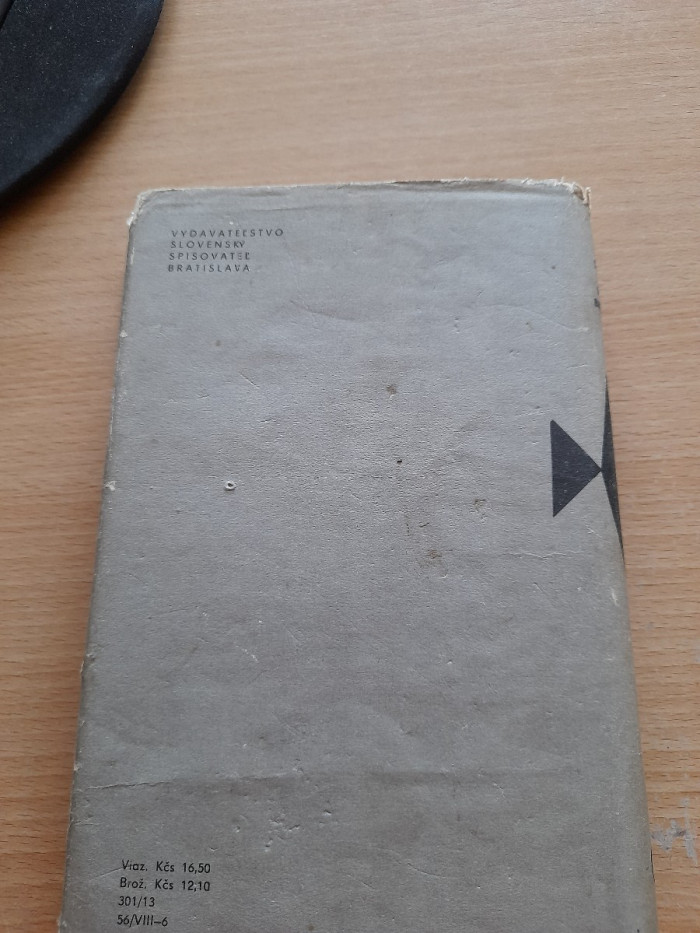 VYDAVATEĽSTVO
SLOVENSKÝ
SPISOVATEĽ
BRATISLAVA
Viaz. Kčs 16,50
Brož. Kčs 12,10
301/13
56/VIII–6